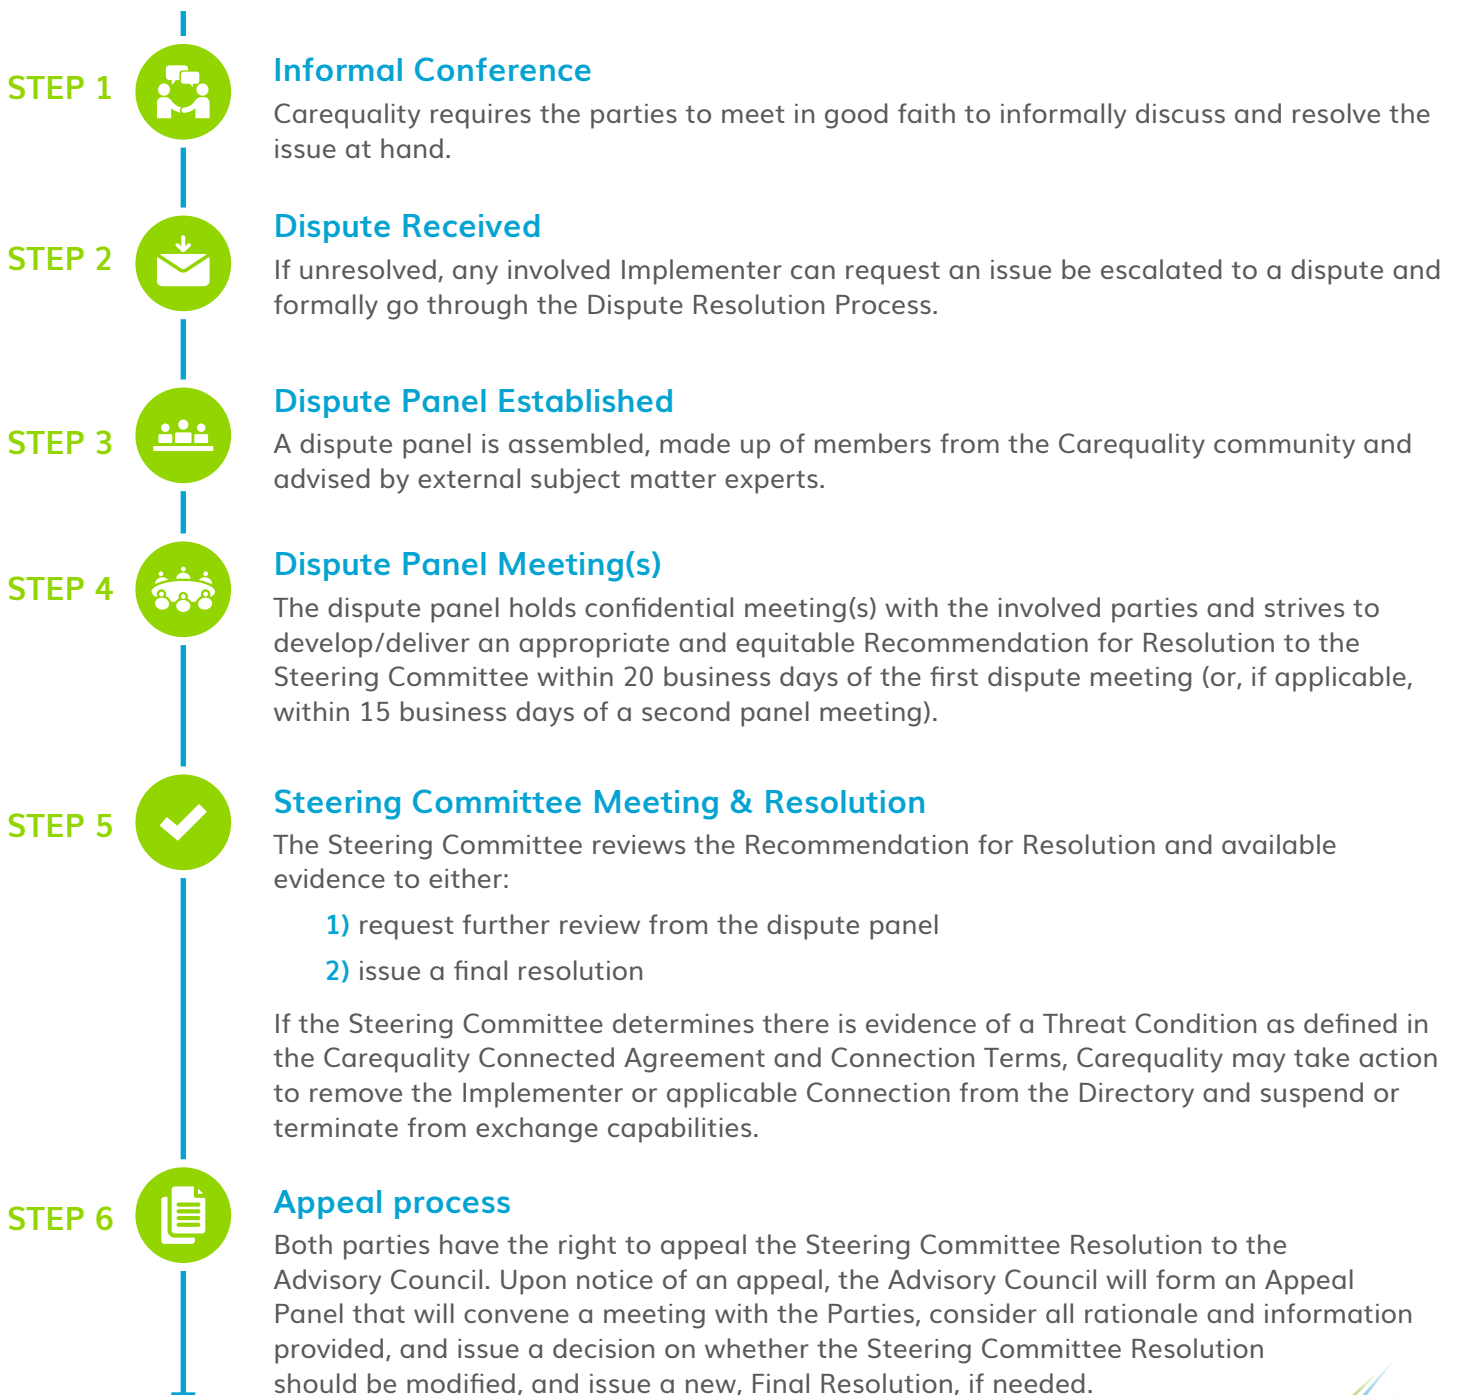 STEP 1
Informal Conference
Carequality requires the parties to meet in good faith to informally discuss and resolve the
issue at hand.
STEP 2
Dispute Received
If unresolved, any involved Implementer can request an issue be escalated to a dispute and
formally go through the Dispute Resolution Process.
STEP 3
Dispute Panel Established
A dispute panel is assembled, made up of members from the Carequality community and
advised by external subject matter experts.
STEP 4
Dispute Panel Meeting(s)
The dispute panel holds confidential meeting(s) with the involved parties and strives to
develop/deliver an appropriate and equitable Recommendation for Resolution to the
Steering Committee within 20 business days of the first dispute meeting (or, if applicable,
within 15 business days of a second panel meeting).
STEP 5
Steering Committee Meeting & Resolution
The Steering Committee reviews the Recommendation for Resolution and available
evidence to either:
1) request further review from the dispute panel
2) issue a final resolution
If the Steering Committee determines there is evidence of a Threat Condition as defined in
the Carequality Connected Agreement and Connection Terms, Carequality may take action
to remove the Implementer or applicable Connection from the Directory and suspend or
terminate from exchange capabilities.
STEP 6
Appeal process
Both parties have the right to appeal the Steering Committee Resolution to the
Advisory Council. Upon notice of an appeal, the Advisory Council will form an Appeal
Panel that will convene a meeting with the Parties, consider all rationale and information
provided, and issue a decision on whether the Steering Committee Resolution
should be modified, and issue a new, Final Resolution, if needed.